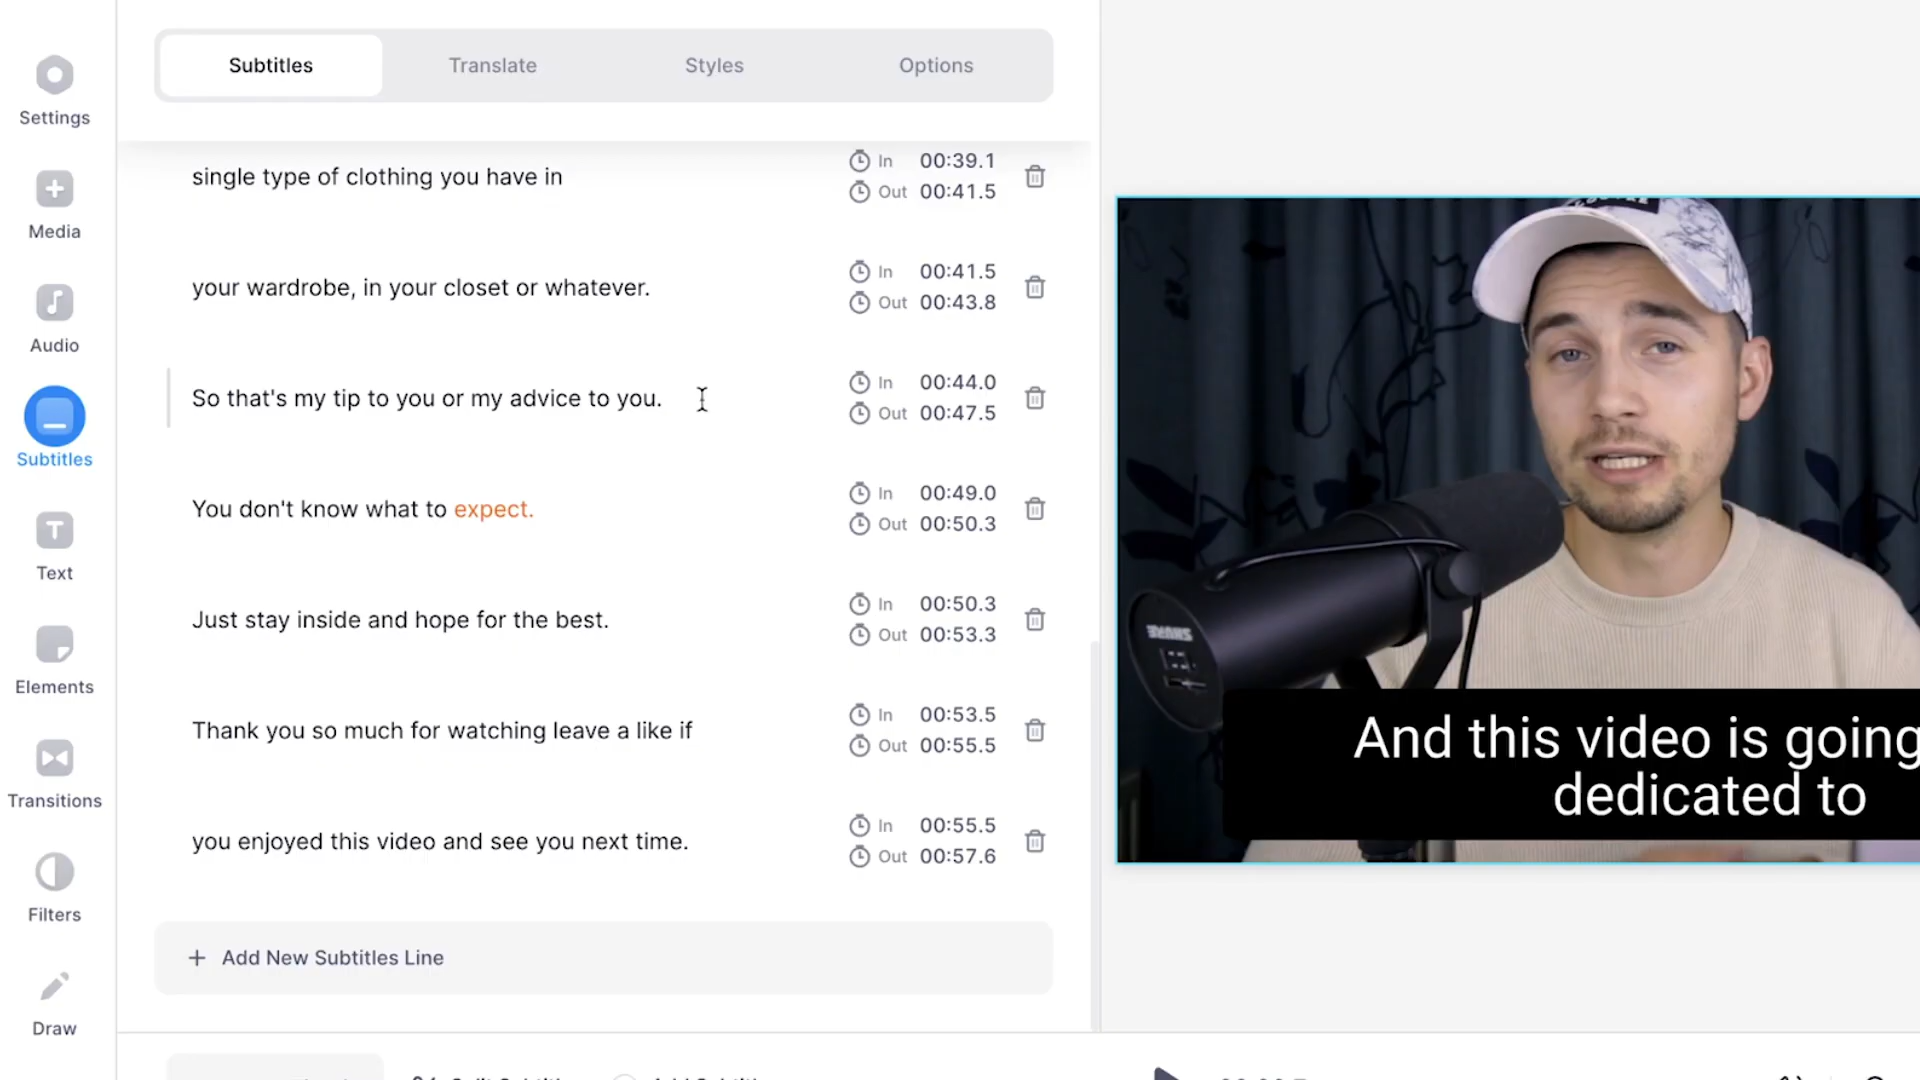 Subtitles
Translate
Styles
Options
Settings
Media
Audio
Subtitles
Text
Elements
Transitions
Filters
Draw
single type of clothing you have in
In 00:39.1
Out 00:41.5
your wardrobe, in your closet or whatever.
In 00:41.5
Out 00:43.8
So that's my tip to you or my advice to you.
In 00:44.0
Out 00:47.5
You don't know what to expect.
In 00:49.0
Out 00:50.3
Just stay inside and hope for the best.
In 00:50.3
Out 00:53.3
Thank you so much for watching leave a like if
In 00:53.5
Out 00:55.5
you enjoyed this video and see you next time.
In 00:55.5
Out 00:57.6
+ Add New Subtitles Line
SHURE
And this video is going
dedicated to